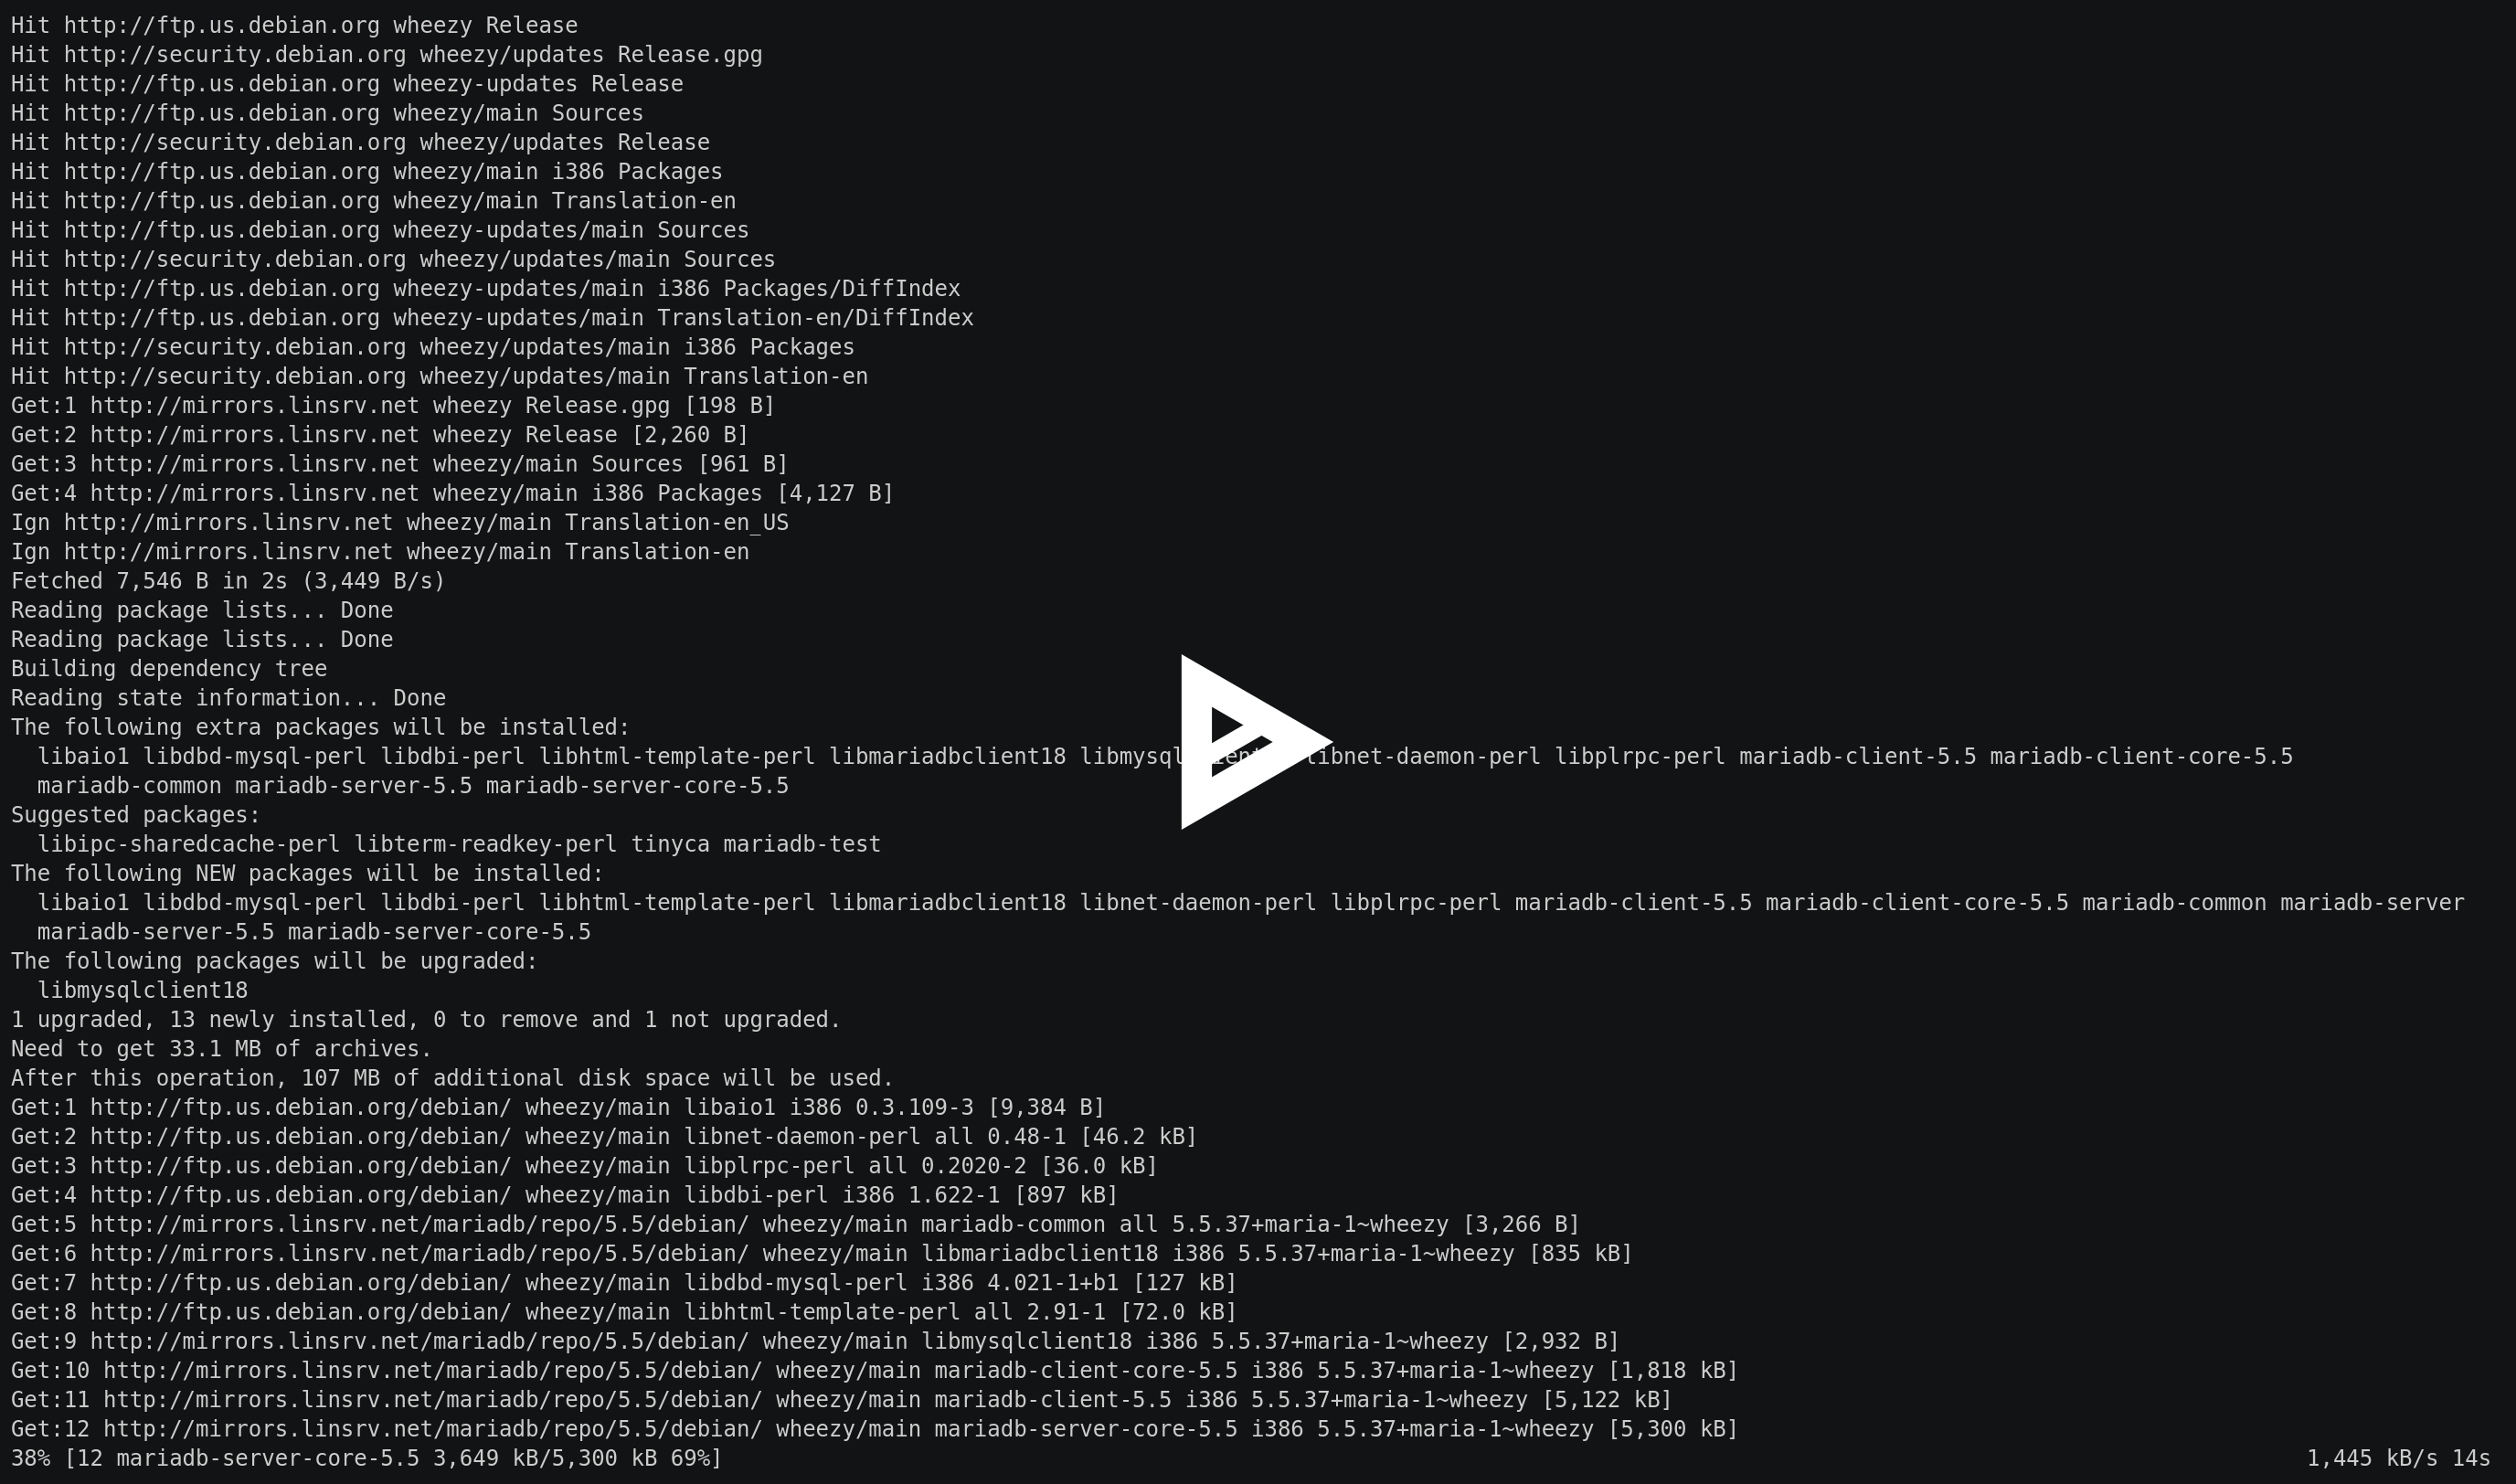 Hit http://ftp.us.debian.org wheezy Release
Hit http://security.debian.org wheezy/updates Release.gpg
Hit http://ftp.us.debian.org wheezy-updates Release
Hit http://ftp.us.debian.org wheezy/main Sources
Hit http://security.debian.org wheezy/updates Release
Hit http://ftp.us.debian.org wheezy/main i386 Packages
Hit http://ftp.us.debian.org wheezy/main Translation-en
Hit http://ftp.us.debian.org wheezy-updates/main Sources
Hit http://security.debian.org wheezy/updates/main Sources
Hit http://ftp.us.debian.org wheezy-updates/main i386 Packages/DiffIndex
Hit http://ftp.us.debian.org wheezy-updates/main Translation-en/DiffIndex
Hit http://security.debian.org wheezy/updates/main i386 Packages
Hit http://security.debian.org wheezy/updates/main Translation-en
Get:1 http://mirrors.linsrv.net wheezy Release.gpg [198 B]
Get:2 http://mirrors.linsrv.net wheezy Release [2,260 B]
Get:3 http://mirrors.linsrv.net wheezy/main Sources [961 B]
Get:4 http://mirrors.linsrv.net wheezy/main i386 Packages [4,127 B]
Ign http://mirrors.linsrv.net wheezy/main Translation-en_US
Ign http://mirrors.linsrv.net wheezy/main Translation-en
Fetched 7,546 B in 2s (3,449 B/s)
Reading package lists... Done
Reading package lists... Done
Building dependency tree
Reading state information... Done
The following extra packages will be installed:
  libaio1 libdbd-mysql-perl libdbi-perl libhtml-template-perl libmariadbclient18 libnet-daemon-perl libplrpc-perl mariadb-client-5.5 mariadb-client-core-5.5
  mariadb-common mariadb-server-5.5 mariadb-server-core-5.5
Suggested packages:
  libipc-sharedcache-perl libterm-readkey-perl tinyca mariadb-test
The following NEW packages will be installed:
  libaio1 libdbd-mysql-perl libdbi-perl libhtml-template-perl libmariadbclient18 libnet-daemon-perl libplrpc-perl mariadb-client-5.5 mariadb-client-core-5.5 mariadb-common mariadb-server
  mariadb-server-5.5 mariadb-server-core-5.5
The following packages will be upgraded:
  libmysqlclient18
1 upgraded, 13 newly installed, 0 to remove and 1 not upgraded.
Need to get 33.1 MB of archives.
After this operation, 107 MB of additional disk space will be used.
Get:1 http://ftp.us.debian.org/debian/ wheezy/main libaio1 i386 0.3.109-3 [9,384 B]
Get:2 http://ftp.us.debian.org/debian/ wheezy/main libnet-daemon-perl all 0.48-1 [46.2 kB]
Get:3 http://ftp.us.debian.org/debian/ wheezy/main libplrpc-perl all 0.2020-2 [36.0 kB]
Get:4 http://ftp.us.debian.org/debian/ wheezy/main libdbi-perl i386 1.622-1 [897 kB]
Get:5 http://mirrors.linsrv.net/mariadb/repo/5.5/debian/ wheezy/main mariadb-common all 5.5.37+maria-1~wheezy [3,266 B]
Get:6 http://mirrors.linsrv.net/mariadb/repo/5.5/debian/ wheezy/main libmariadbclient18 i386 5.5.37+maria-1~wheezy [835 kB]
Get:7 http://ftp.us.debian.org/debian/ wheezy/main libdbd-mysql-perl i386 4.021-1+b1 [127 kB]
Get:8 http://ftp.us.debian.org/debian/ wheezy/main libhtml-template-perl all 2.91-1 [72.0 kB]
Get:9 http://mirrors.linsrv.net/mariadb/repo/5.5/debian/ wheezy/main libmysqlclient18 i386 5.5.37+maria-1~wheezy [2,932 B]
Get:10 http://mirrors.linsrv.net/mariadb/repo/5.5/debian/ wheezy/main mariadb-client-core-5.5 i386 5.5.37+maria-1~wheezy [1,818 kB]
Get:11 http://mirrors.linsrv.net/mariadb/repo/5.5/debian/ wheezy/main mariadb-client-5.5 i386 5.5.37+maria-1~wheezy [5,122 kB]
Get:12 http://mirrors.linsrv.net/mariadb/repo/5.5/debian/ wheezy/main mariadb-server-core-5.5 i386 5.5.37+maria-1~wheezy [5,300 kB]
38% [12 mariadb-server-core-5.5 3,649 kB/5,300 kB 69%] 1,445 kB/s 14s